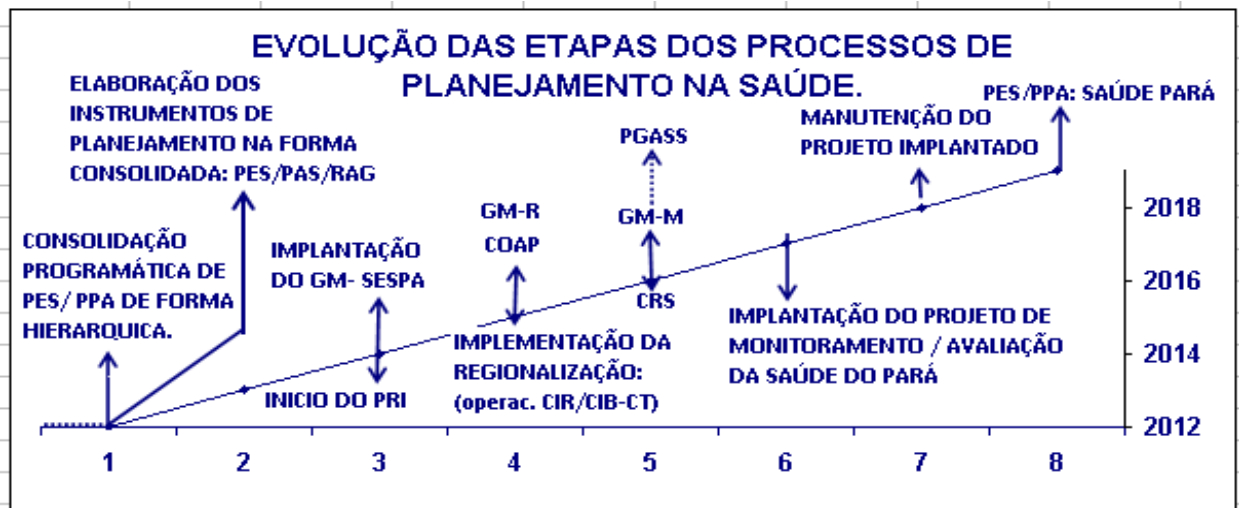 EVOLUÇÃO DAS ETAPAS DOS PROCESSOS DE
PLANEJAMENTO NA SAÚDE.
ELABORAÇÃO DOS
INSTRUMENTOS DE
PLANEJAMENTO NA FORMA
CONSOLIDADA: PES/PAS/RAG
CONSOLIDAÇÃO
PROGRAMÁTICA DE
PES/ PPA DE FORMA
HIERARQUICA.
IMPLANTAÇÃO
DO GM- SESPA
INICIO DO PRI
GM-R
COAP
IMPLEMENTAÇÃO DA
REGIONALIZAÇÃO:
(operac. CIR/CIB-CT)
PGASS
GM-M
CRS
IMPLANTAÇÃO DO PROJETO DE
MONITORAMENTO / AVALIAÇÃO
DA SAÚDE DO PARÁ
MANUTENÇÃO DO
PROJETO IMPLANTADO
PES/PPA: SAÚDE PARÁ
2018
2016
2014
2012
1 2 3 4 5 6 7 8